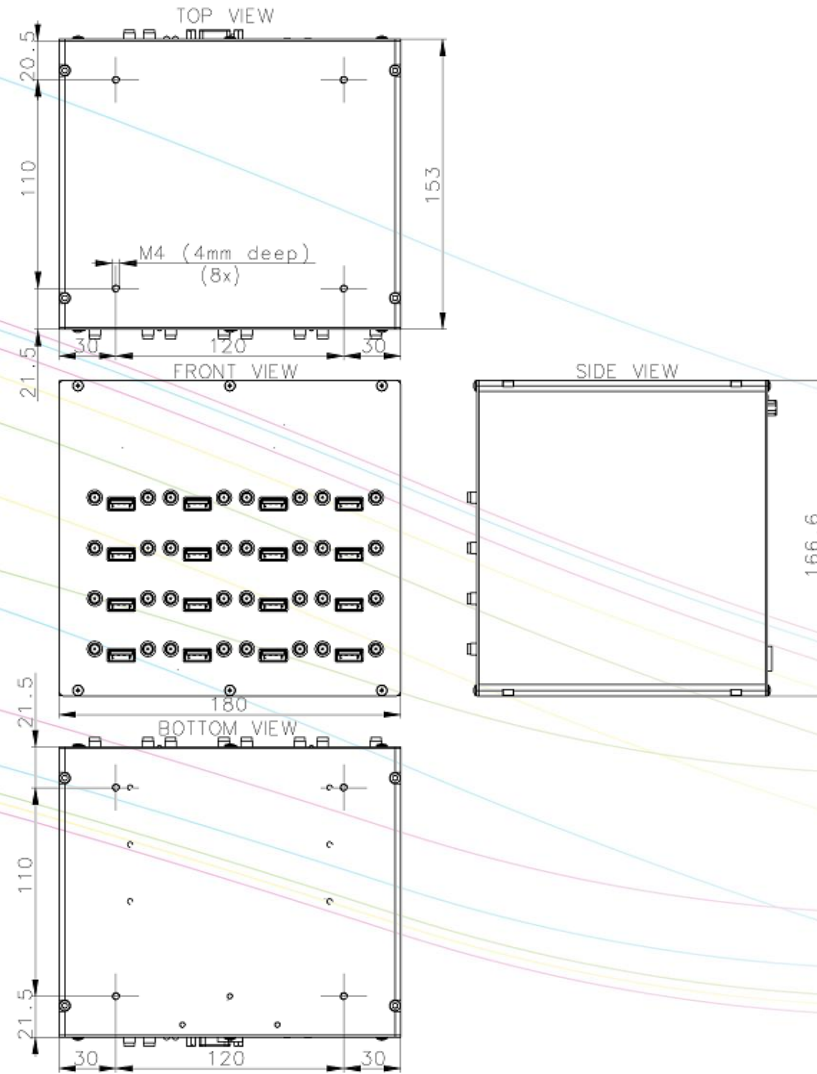 TOP VIEW
20.5
110
153
M4 (4mm deep)
(8x)
21.5
30
120
30
FRONT VIEW
SIDE VIEW
166.6
180
BOTTOM VIEW
21.5
110
21.5
30
120
30